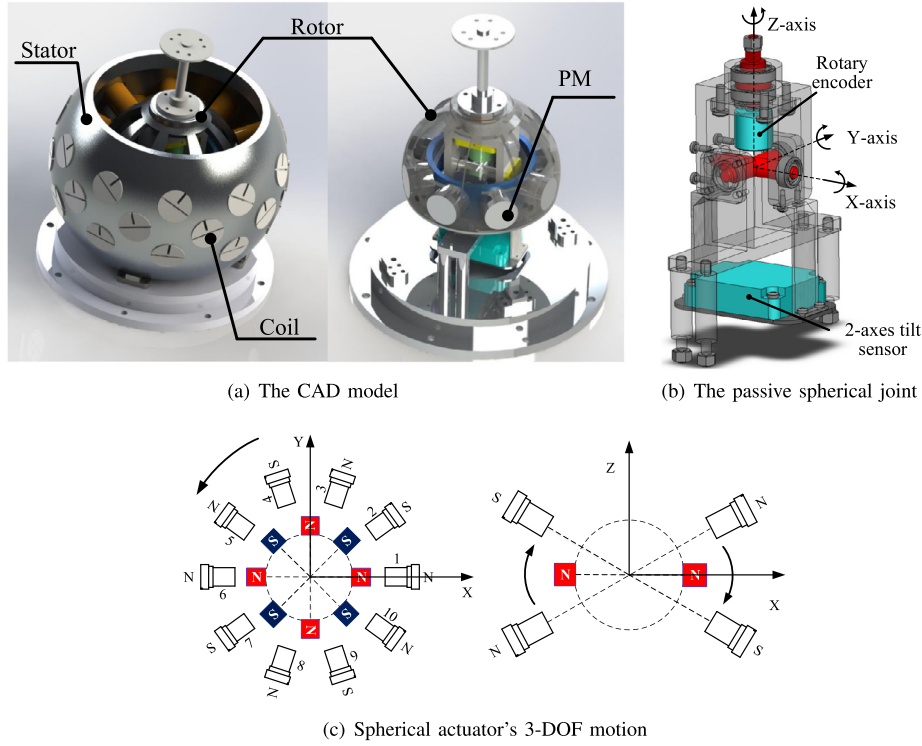 Stator
Rotor
PM
Coil
Z-axis
Rotary
encoder
Y-axis
X-axis
2-axes tilt
sensor
(a) The CAD model
(b) The passive spherical joint
Y
S
4
N
3
2
S
N
5
S
N
S
N
6
N
N
1
N
X
S
7
S
N
S
10
N
8
N
9
S
Z
S
N
N
N
X
N
S
(c) Spherical actuator's 3-DOF motion